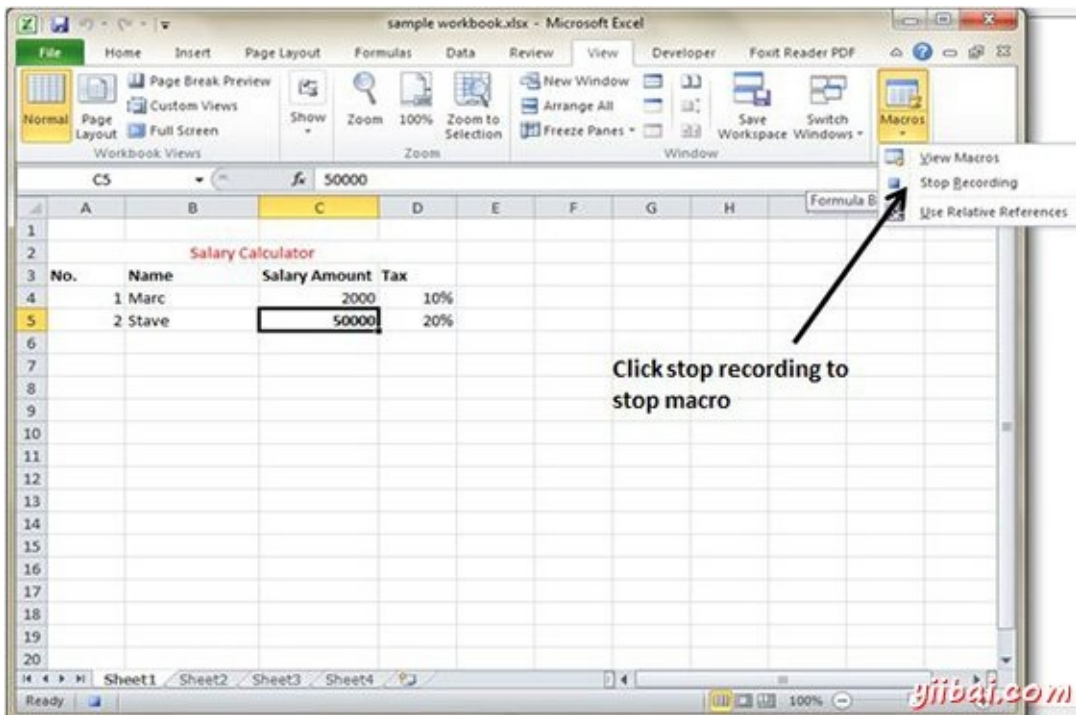 sample workbook.xlsx - Microsoft Excel
File Home Insert Page Layout Formulas Data Review View Developer Foxit Reader PDF
Normal
Page Layout
Page Break Preview
Custom Views
Full Screen
Workbook Views
Show
Zoom
100%
Zoom to Selection
Zoom
New Window
Arrange All
Freeze Panes
Save Workspace
Switch Windows
Window
Macros
View Macros
Stop Recording
Use Relative References
C5 fx 50000
Formula B
A B C D E F G H
1
2 Salary Calculator
3 No. Name Salary Amount Tax
4 1 Marc 2000 10%
5 2 Stave 50000 20%
6
7
8
9
10
11
12
13
14
15
16
17
18
19
20
Click stop recording to
stop macro
Sheet1 Sheet2 Sheet3 Sheet4
Ready 100%
yiibai.com